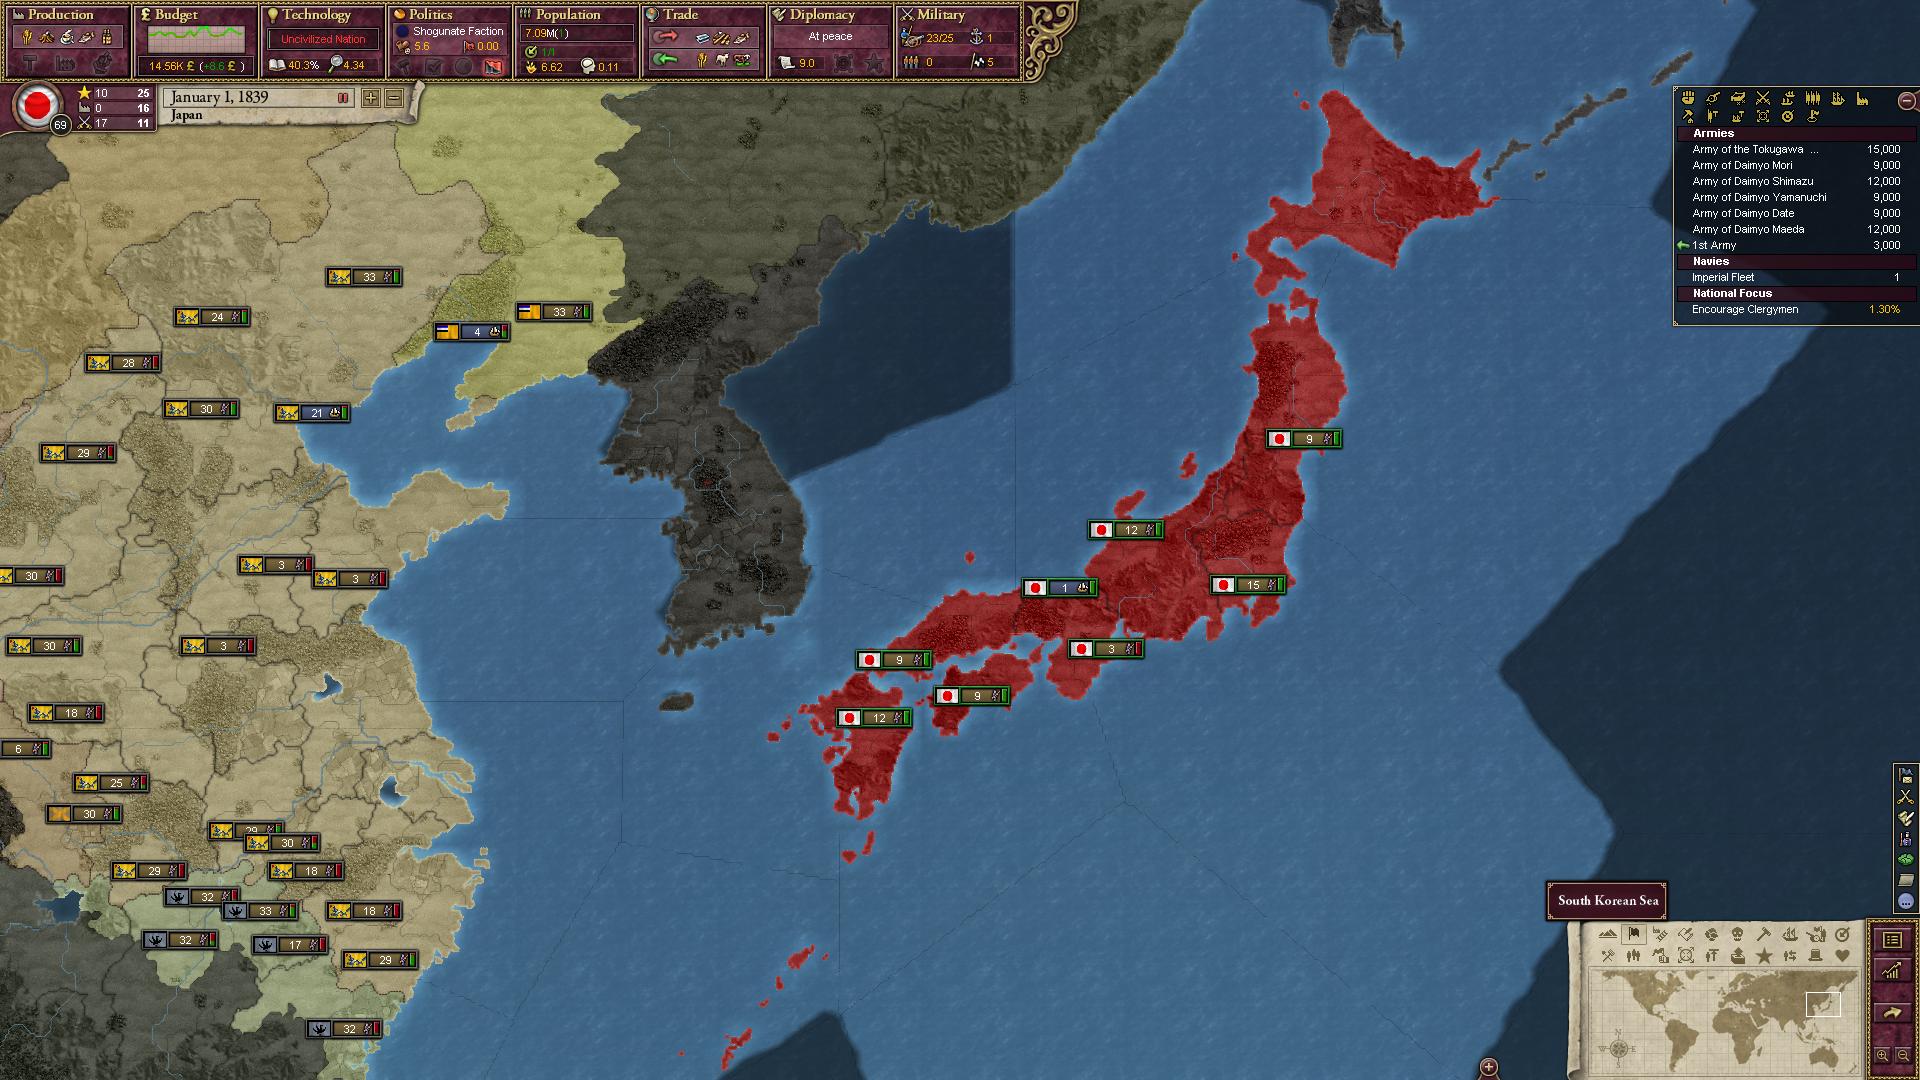 Production
Budget
Technology
Politics
Population
Trade
Diplomacy
Military
14.56K £ (+8.6 £ )
Uncivilized Nation
40.3%
4.34
Shogunate Faction
5.6
0.00
7.09M(1)
1/1
6.62
0.11
At peace
9.0
23/25
1
0
5
69
10 25
0 16
17 11
January 1, 1839
Japan
Armies
Army of the Tokugawa ... 15,000
Army of Daimyo Mori 9,000
Army of Daimyo Shimazu 12,000
Army of Daimyo Yamanuchi 9,000
Army of Daimyo Date 9,000
Army of Daimyo Maeda 12,000
1st Army 3,000
Navies
Imperial Fleet 1
National Focus
Encourage Clergymen 1.30%
33
24
33
4
28
30
21
29
9
12
30
3
3
1
15
30
3
3
9
9
18
12
6
25
30
29
30
29
18
32
33
18
32
17
29
32
South Korean Sea
N
W
E
S